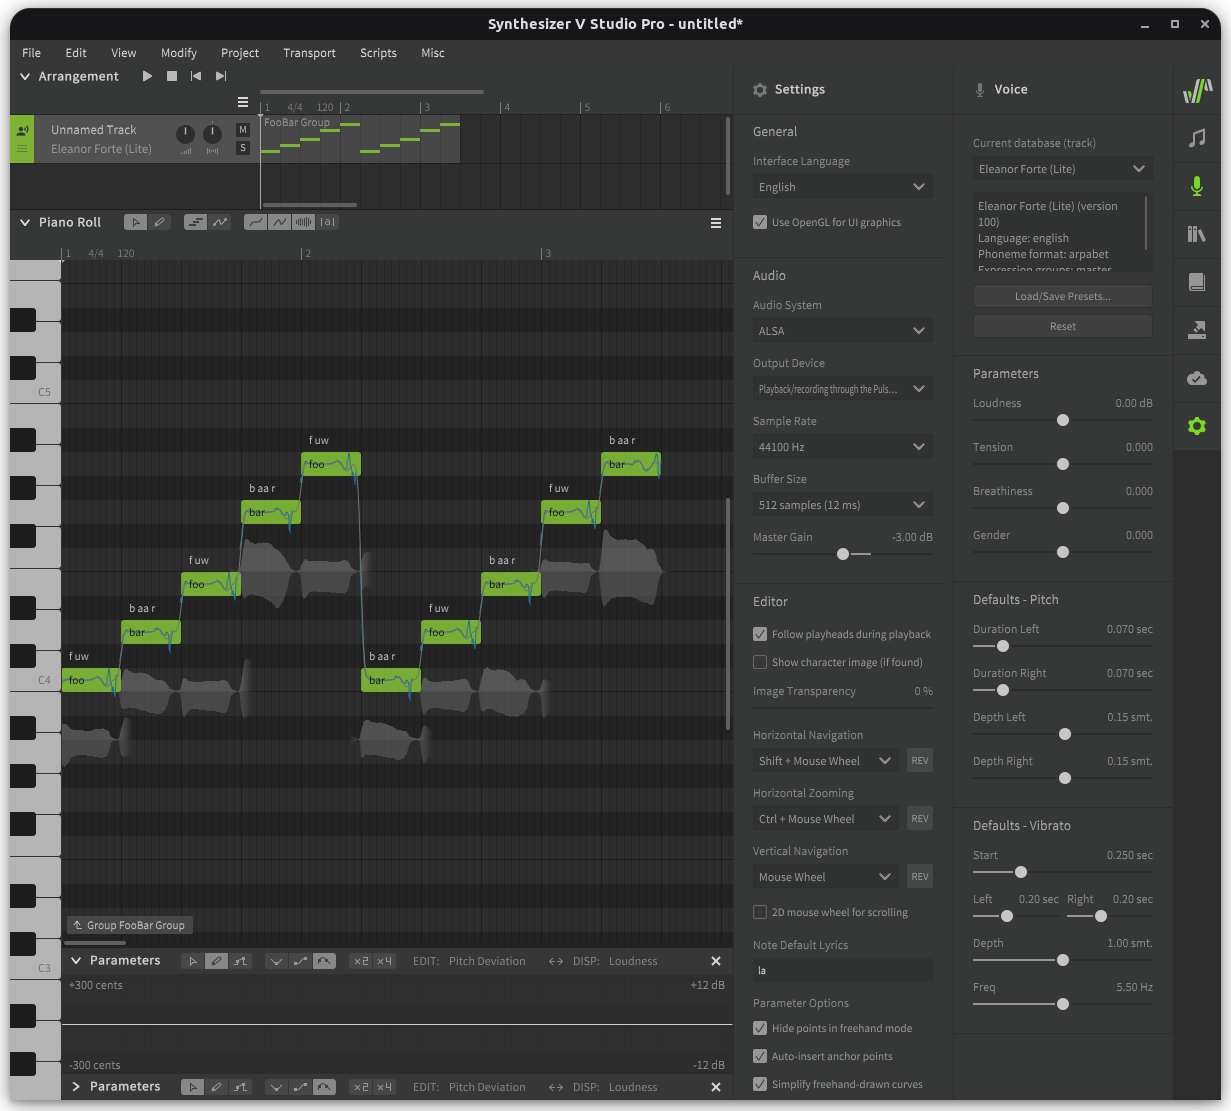 Synthesizer V Studio Pro - untitled*
File Edit View Modify Project Transport Scripts Misc
Arrangement
1 4/4 120 2 3 4 5 6
Unnamed Track M
Eleanor Forte (Lite) S
FooBar Group
Piano Roll
|a|
1 4/4 120 2 3
C5
f uw b aa r
foo bar
b aa r f uw
bar foo
f uw b aa r
foo bar
b aa r f uw
bar foo
f uw b aa r
C4 foo bar
Group FooBar Group
C3
Parameters x2 x4 EDIT: Pitch Deviation DISP: Loudness
+300 cents +12 dB
-300 cents -12 dB
Parameters x2 x4 EDIT: Pitch Deviation DISP: Loudness
Settings
General
Interface Language
English
Use OpenGL for UI graphics
Audio
Audio System
ALSA
Output Device
Playback/recording through the Puls...
Sample Rate
44100 Hz
Buffer Size
512 samples (12 ms)
Master Gain -3.00 dB
Editor
Follow playheads during playback
Show character image (if found)
Image Transparency 0 %
Horizontal Navigation
Shift + Mouse Wheel REV
Horizontal Zooming
Ctrl + Mouse Wheel REV
Vertical Navigation
Mouse Wheel REV
2D mouse wheel for scrolling
Note Default Lyrics
la
Parameter Options
Hide points in freehand mode
Auto-insert anchor points
Simplify freehand-drawn curves
Voice
Current database (track)
Eleanor Forte (Lite)
Eleanor Forte (Lite) (version
100)
Language: english
Phoneme format: arpabet
Expression groups: master
Load/Save Presets...
Reset
Parameters
Loudness 0.00 dB
Tension 0.000
Breathiness 0.000
Gender 0.000
Defaults - Pitch
Duration Left 0.070 sec
Duration Right 0.070 sec
Depth Left 0.15 smt.
Depth Right 0.15 smt.
Defaults - Vibrato
Start 0.250 sec
Left 0.20 sec Right 0.20 sec
Depth 1.00 smt.
Freq 5.50 Hz